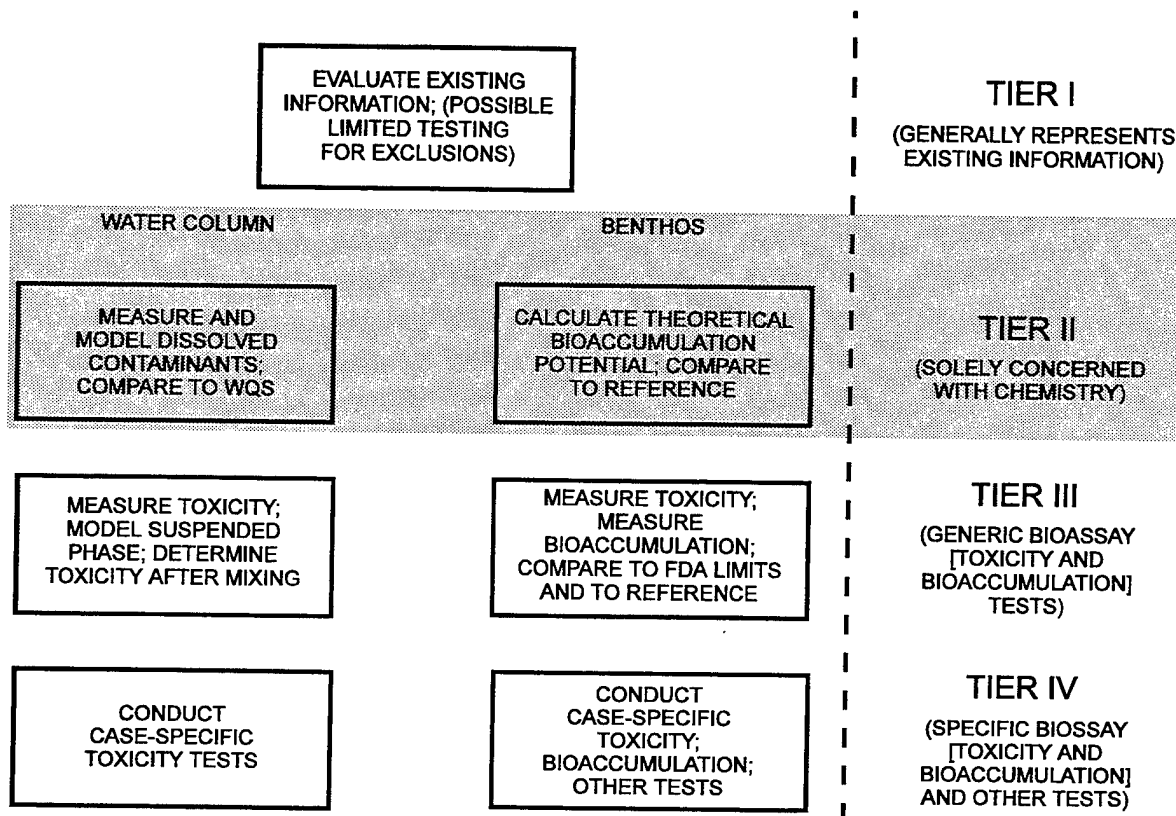 EVALUATE EXISTING
INFORMATION; (POSSIBLE
LIMITED TESTING
FOR EXCLUSIONS)
TIER I
(GENERALLY REPRESENTS
EXISTING INFORMATION)
WATER COLUMN
BENTHOS
MEASURE AND
MODEL DISSOLVED
CONTAMINANTS;
COMPARE TO WQS
CALCULATE THEORETICAL
BIOACCUMULATION
POTENTIAL; COMPARE
TO REFERENCE
TIER II
(SOLELY CONCERNED
WITH CHEMISTRY)
MEASURE TOXICITY;
MODEL SUSPENDED
PHASE; DETERMINE
TOXICITY AFTER MIXING
MEASURE TOXICITY;
MEASURE
BIOACCUMULATION;
COMPARE TO FDA LIMITS
AND TO REFERENCE
TIER III
(GENERIC BIOASSAY
[TOXICITY AND
BIOACCUMULATION]
TESTS)
CONDUCT
CASE-SPECIFIC
TOXICITY TESTS
CONDUCT
CASE-SPECIFIC
TOXICITY;
BIOACCUMULATION;
OTHER TESTS
TIER IV
(SPECIFIC BIOSSAY
[TOXICITY AND
BIOACCUMULATION]
AND OTHER TESTS)